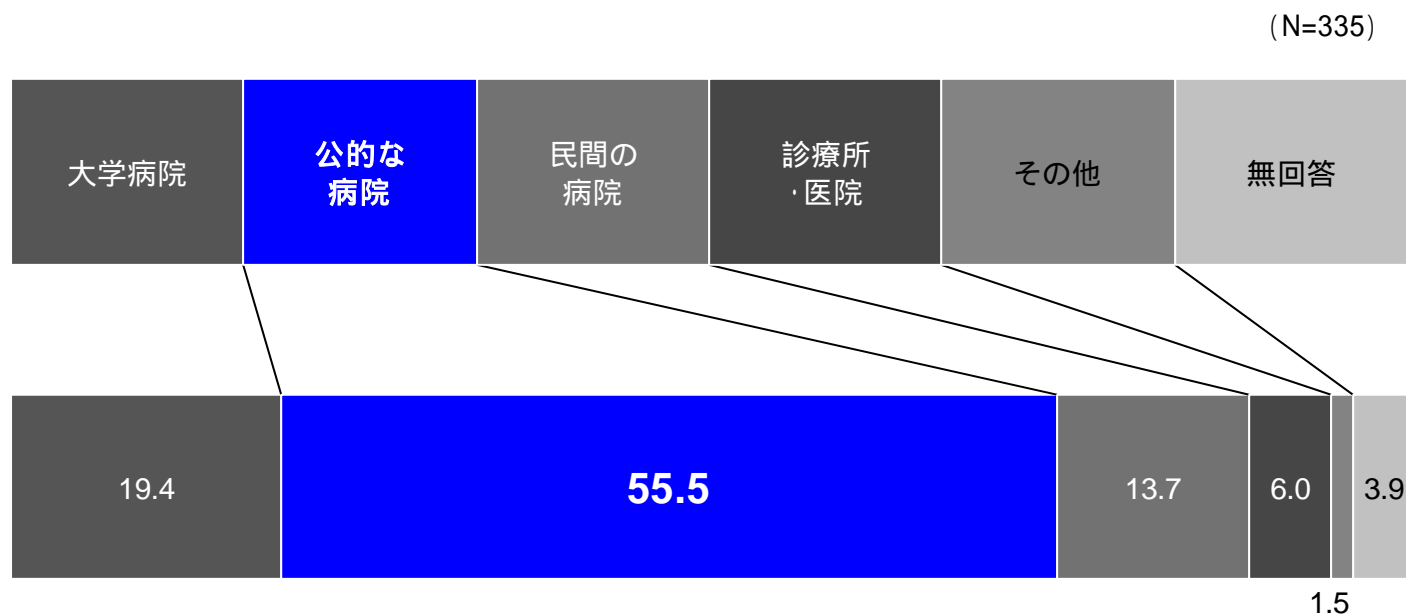 (N=335)
大学病院
公的な
病院
民間の
病院
診療所
・医院
その他
無回答
19.4
55.5
13.7
6.0
3.9
1.5